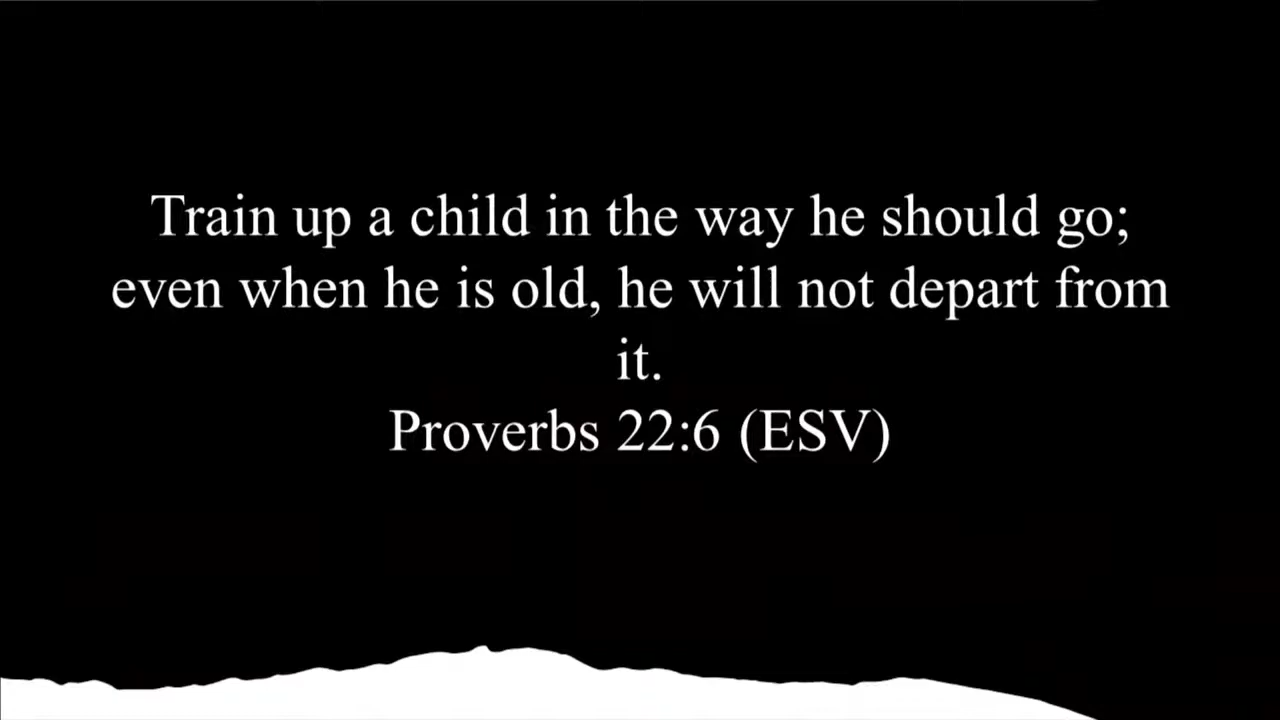 Train up a child in the way he should go;
even when he is old, he will not depart from
it.
Proverbs 22:6 (ESV)